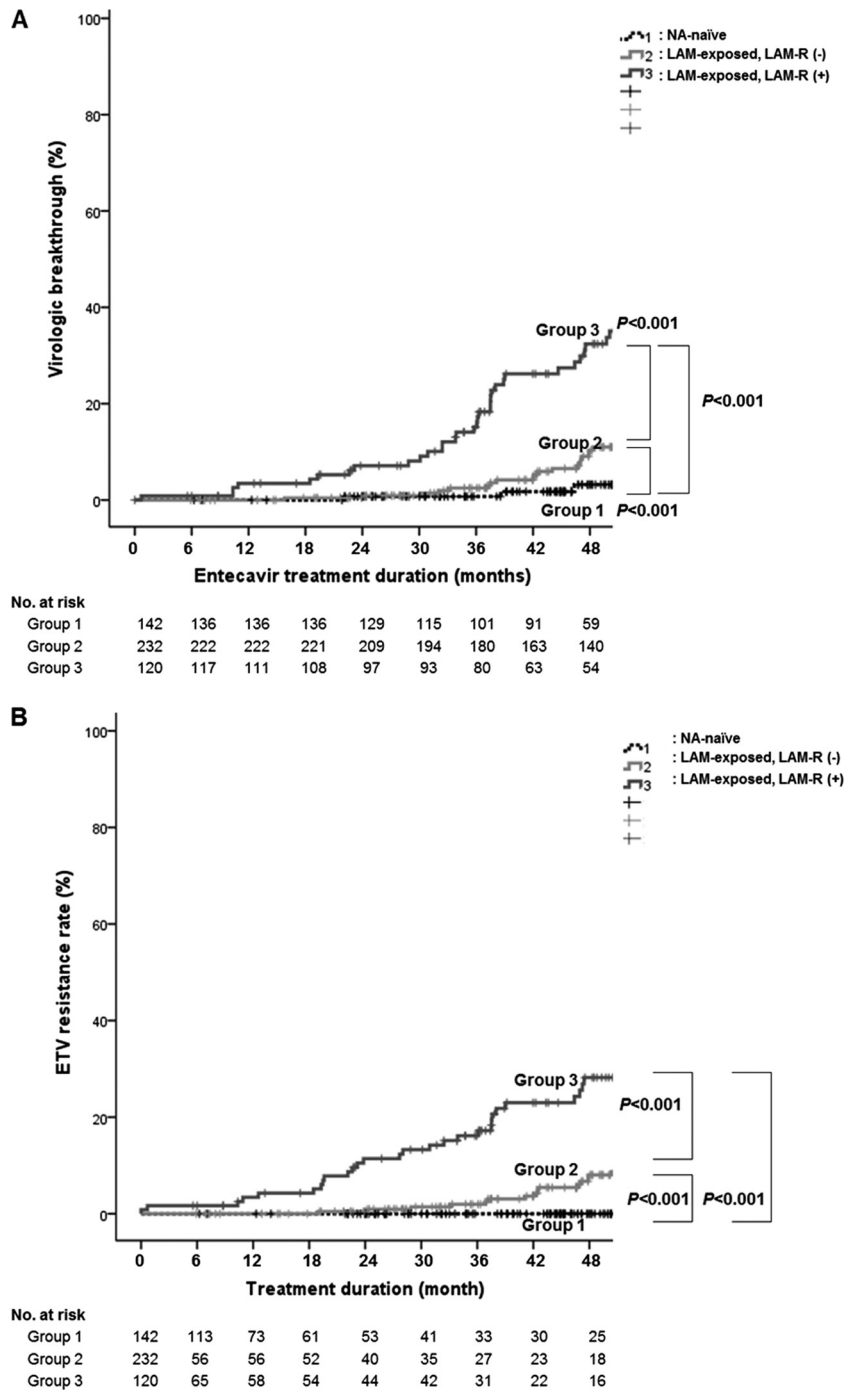 A
100
80
60
40
20
0
Virologic breakthrough (%)
1 : NA-naïve
2 : LAM-exposed, LAM-R (-)
3 : LAM-exposed, LAM-R (+)
Group 3 P<0.001
P<0.001
Group 2
Group 1 P<0.001
0 6 12 18 24 30 36 42 48
Entecavir treatment duration (months)
No. at risk
Group 1 142 136 136 136 129 115 101 91 59
Group 2 232 222 222 221 209 194 180 163 140
Group 3 120 117 111 108 97 93 80 63 54
B
100
80
60
40
20
0
ETV resistance rate (%)
1 : NA-naïve
2 : LAM-exposed, LAM-R (-)
3 : LAM-exposed, LAM-R (+)
Group 3
P<0.001
Group 2
P<0.001 P<0.001
Group 1
0 6 12 18 24 30 36 42 48
Treatment duration (month)
No. at risk
Group 1 142 113 73 61 53 41 33 30 25
Group 2 232 56 56 52 40 35 27 23 18
Group 3 120 65 58 54 44 42 31 22 16